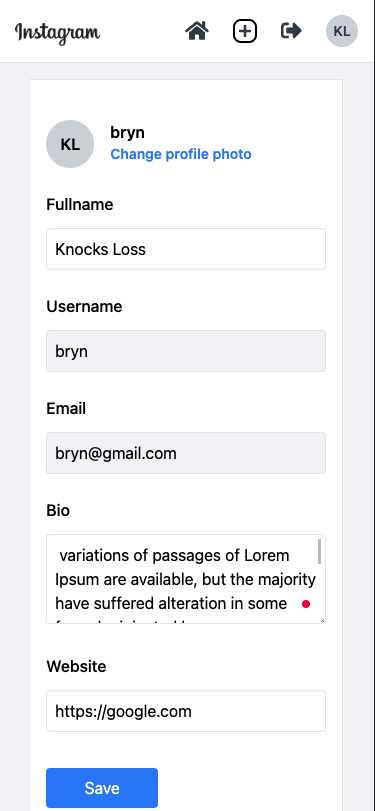 Instagram
KL
KL
bryn
Change profile photo
Fullname
Knocks Loss
Username
bryn
Email
bryn@gmail.com
Bio
variations of passages of Lorem
Ipsum are available, but the majority
have suffered alteration in some
Website
https://google.com
Save